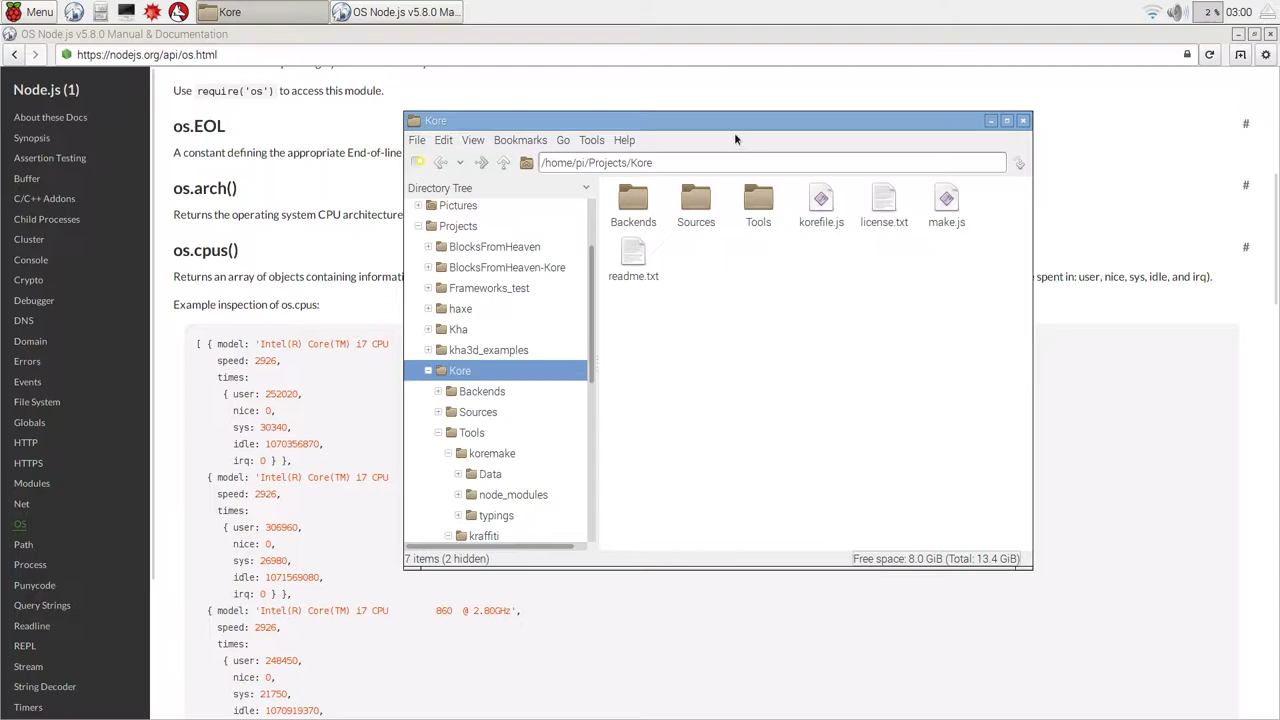 Menu
Kore
OS Node.js v5.8.0 Ma...
2 %
03:00
OS Node.js v5.8.0 Manual & Documentation
https://nodejs.org/api/os.html
Node.js (1)
About these Docs
Synopsis
Assertion Testing
Buffer
C/C++ Addons
Child Processes
Cluster
Console
Crypto
Debugger
DNS
Domain
Errors
Events
File System
Globals
HTTP
HTTPS
Modules
Net
OS
Path
Process
Punycode
Query Strings
Readline
REPL
Stream
String Decoder
Timers
Use require('os') to access this module.
os.EOL
#
A constant defining the appropriate End-of-line
os.arch()
#
Returns the operating system CPU architecture
os.cpus()
#
Returns an array of objects containing informati
e spent in: user, nice, sys, idle, and irq).
Example inspection of os.cpus:
[ { model: 'Intel(R) Core(TM) i7 CPU
speed: 2926,
times:
{ user: 252020,
nice: 0,
sys: 30340,
idle: 1070356870,
irq: 0 } },
{ model: 'Intel(R) Core(TM) i7 CPU
speed: 2926,
times:
{ user: 306960,
nice: 0,
sys: 26980,
idle: 1071569080,
irq: 0 } },
{ model: 'Intel(R) Core(TM) i7 CPU 860 @ 2.80GHz',
speed: 2926,
times:
{ user: 248450,
nice: 0,
sys: 21750,
idle: 1070919370,
Kore
File Edit View Bookmarks Go Tools Help
/home/pi/Projects/Kore
Directory Tree
Pictures
Projects
BlocksFromHeaven
BlocksFromHeaven-Kore
Frameworks_test
haxe
Kha
kha3d_examples
Kore
Backends
Sources
Tools
koremake
Data
node_modules
typings
kraffiti
Backends
Sources
Tools
korefile.js
license.txt
make.js
readme.txt
7 items (2 hidden)
Free space: 8.0 GiB (Total: 13.4 GiB)